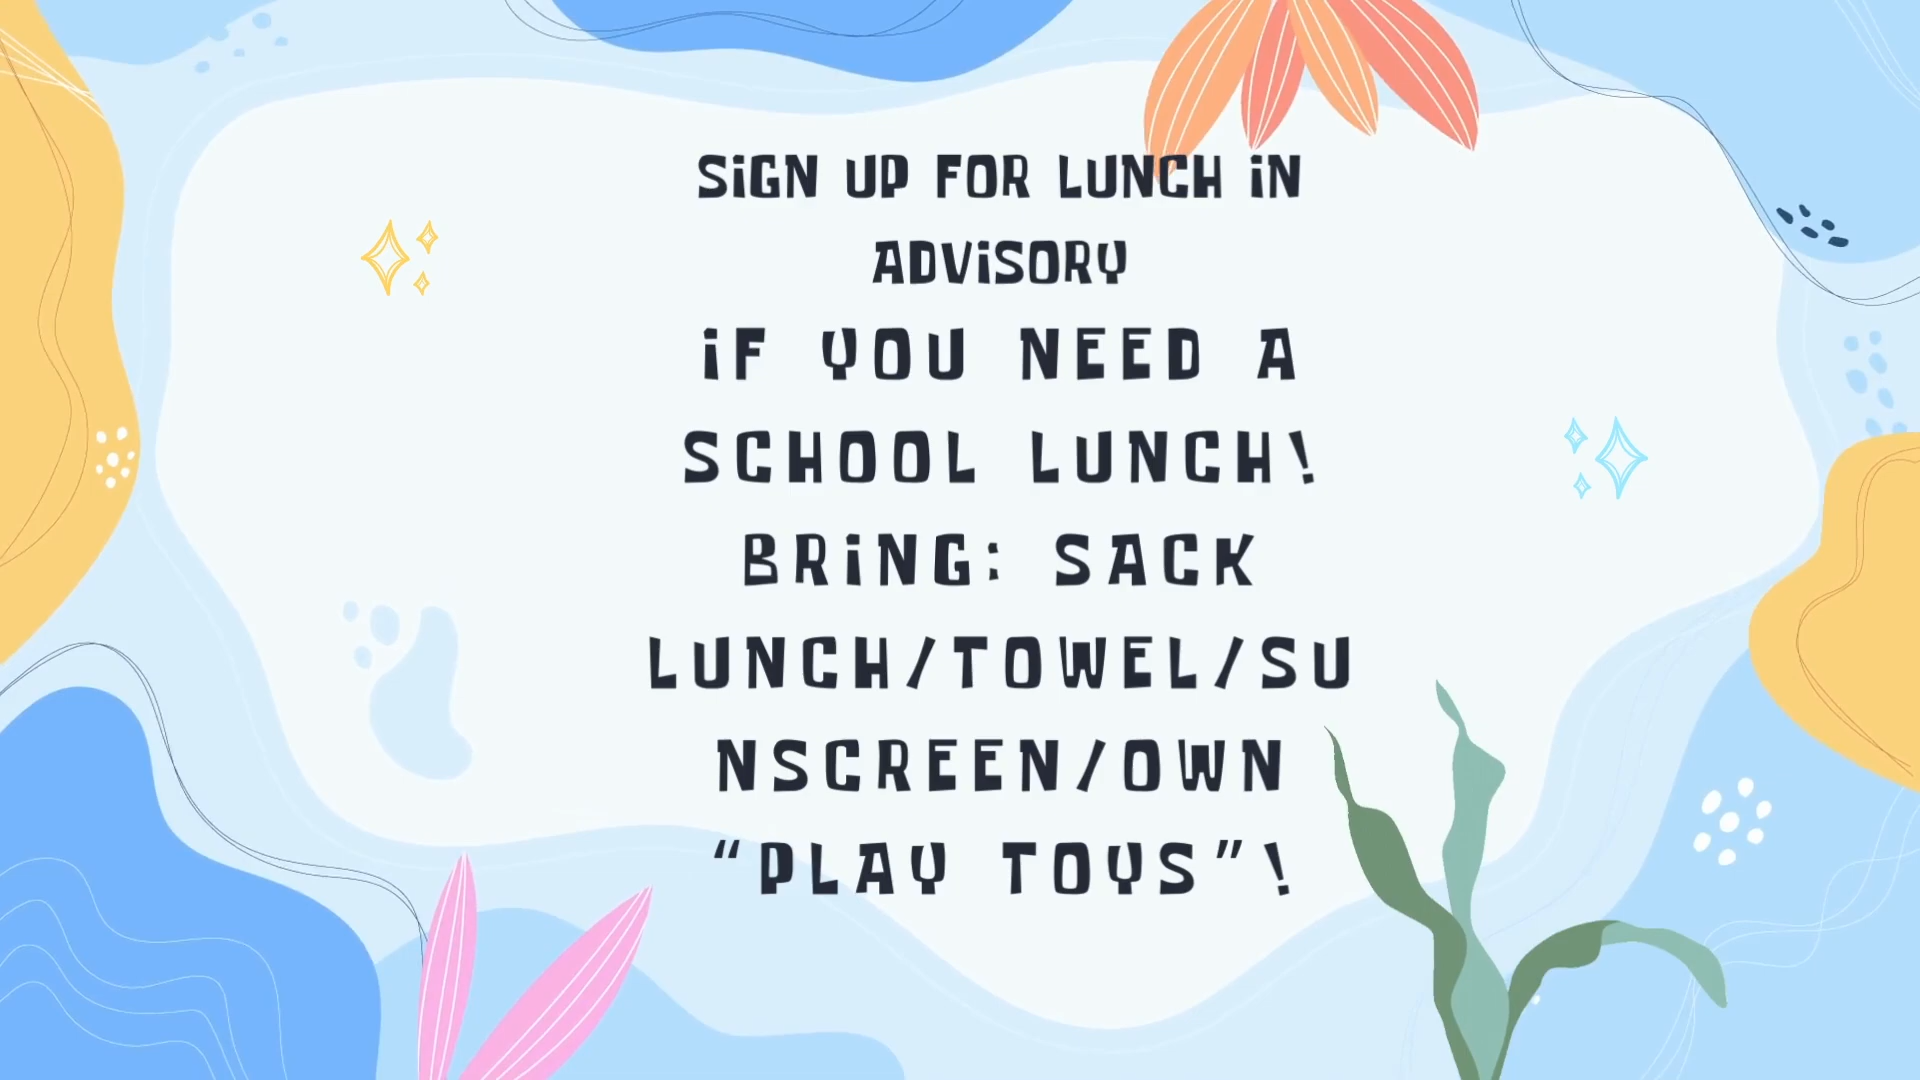 SiGN UP FOR LUNCH iN
ADViSORY
iF YOU NEED A
SCHOOL LUNCH!
BRiNG: SACK
LUNCH/TOWEL/SU
NSCREEN/OWN
“PLAY TOYS”!